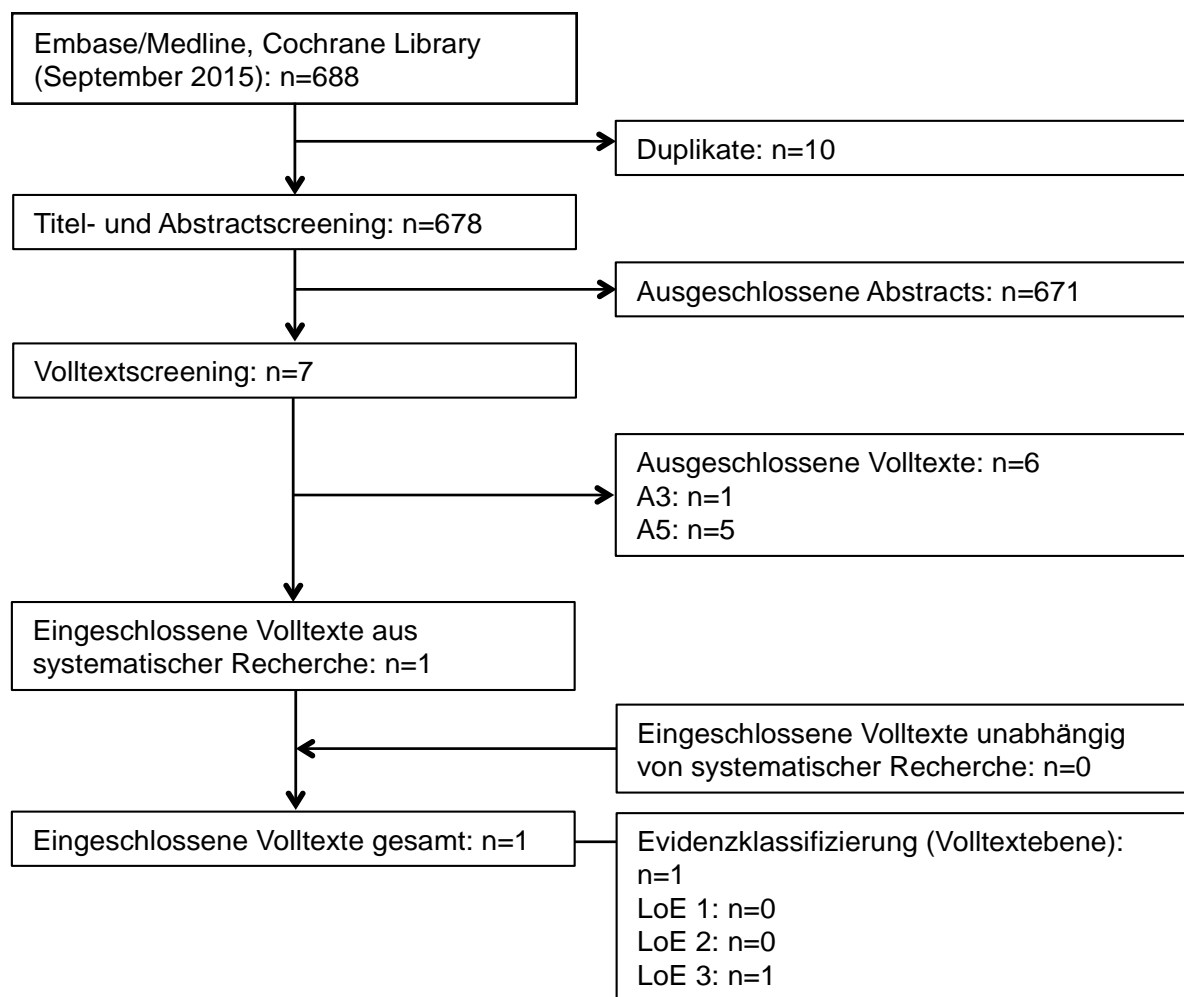 Embase/Medline, Cochrane Library
(September 2015): n=688
Duplikate: n=10
Titel- und Abstractscreening: n=678
Ausgeschlossene Abstracts: n=671
Volltextscreening: n=7
Ausgeschlossene Volltexte: n=6
A3: n=1
A5: n=5
Eingeschlossene Volltexte aus
systematischer Recherche: n=1
Eingeschlossene Volltexte unabhängig
von systematischer Recherche: n=0
Eingeschlossene Volltexte gesamt: n=1
Evidenzklassifizierung (Volltextebene):
n=1
LoE 1: n=0
LoE 2: n=0
LoE 3: n=1